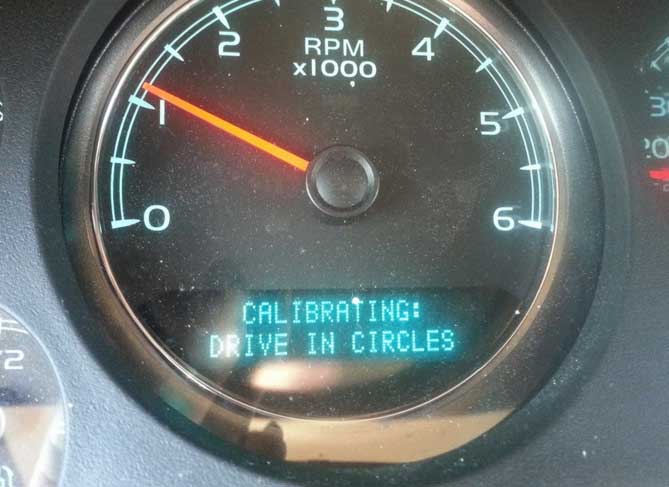 3
2
4
RPM
x1000
1
5
0
6
CALIBRATING:
DRIVE IN CIRCLES